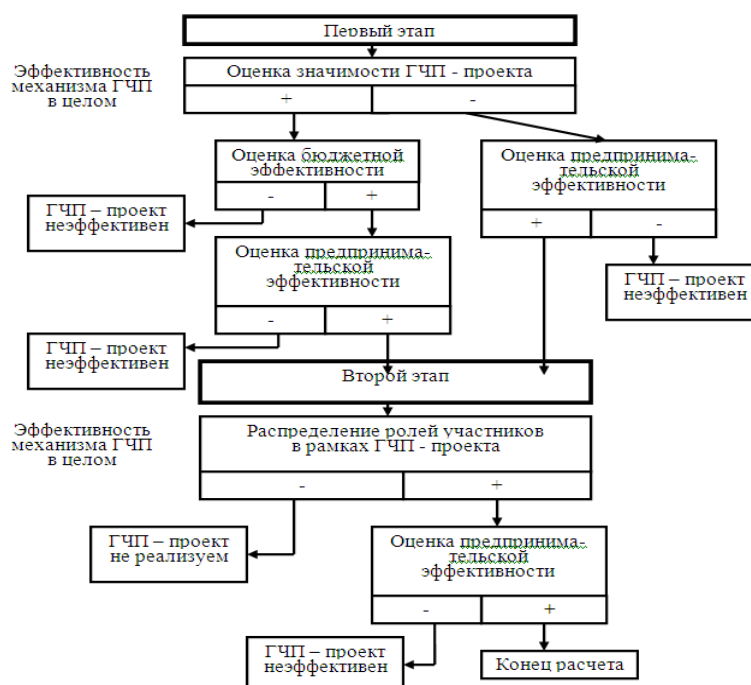 Первый этап
Эффективность
механизма ГЧП
в целом
Оценка значимости ГЧП - проекта
+ -
Оценка бюджетной
эффективности
- +
Оценка предпринима-
тельской
эффективности
+ -
ГЧП – проект
неэффективен
Оценка предпринима-
тельской
эффективности
- +
ГЧП – проект
неэффективен
ГЧП – проект
неэффективен
Второй этап
Эффективность
механизма ГЧП
в целом
Распределение ролей участников
в рамках ГЧП - проекта
- +
ГЧП – проект
не реализуем
Оценка предпринима-
тельской
эффективности
- +
ГЧП – проект
неэффективен
Конец расчета